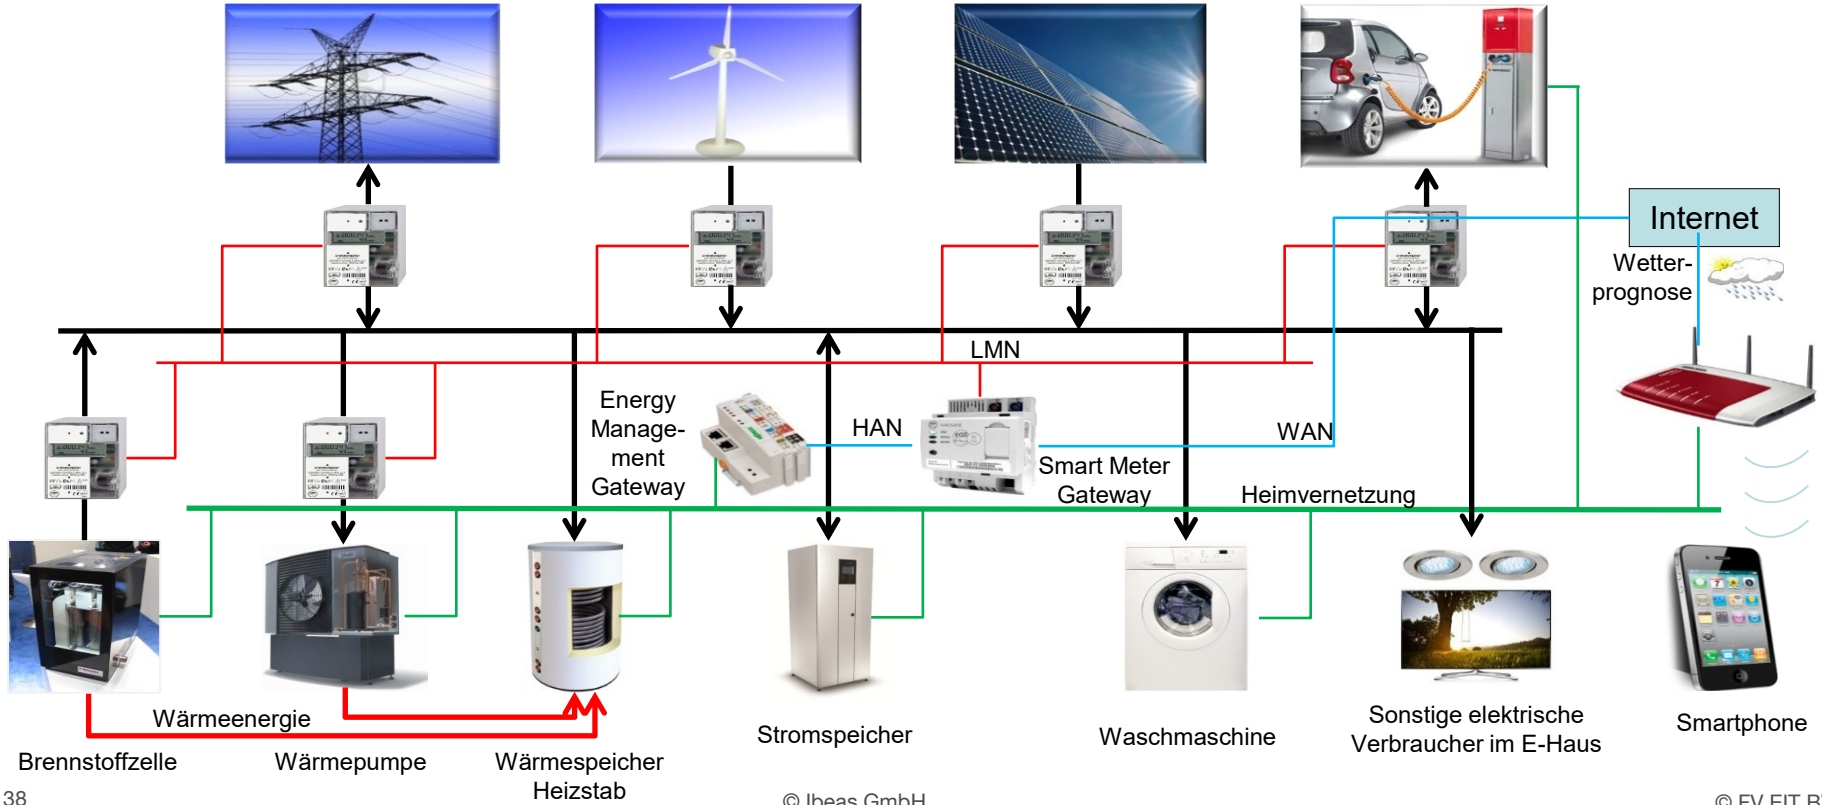 Internet
Wetter-
prognose
LMN
Energy
Manage-
ment
Gateway
HAN
WAN
Smart Meter
Gateway
Heimvernetzung
Wärmeenergie
Brennstoffzelle
Wärmepumpe
Wärmespeicher
Heizstab
Stromspeicher
Waschmaschine
Sonstige elektrische
Verbraucher im E-Haus
Smartphone
38
© Ibeas GmbH